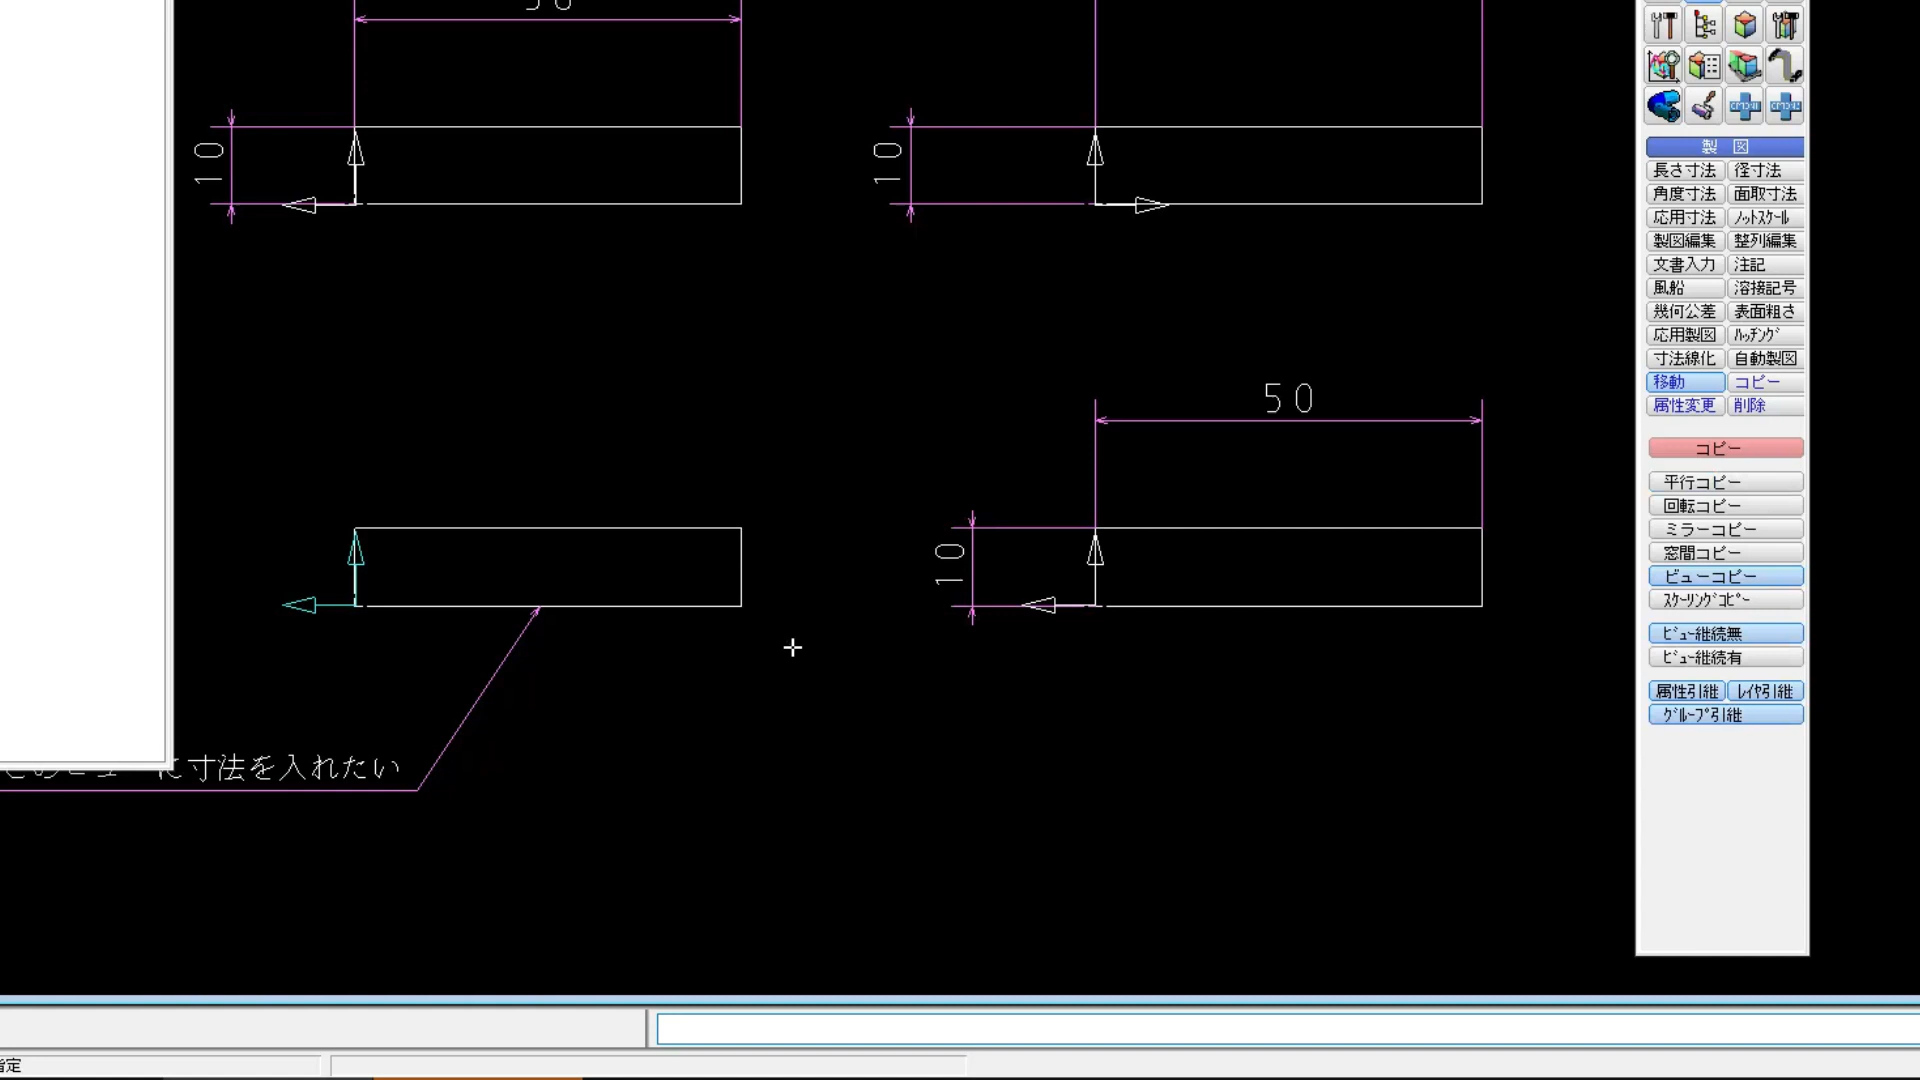 10
10
50
10
に寸法を入れたい
製 図
長さ寸法 径寸法
角度寸法 面取寸法
応用寸法 ﾉｯﾄｽｹｰﾙ
製図編集 整列編集
文書入力 注記
風船 溶接記号
幾何公差 表面粗さ
応用製図 ﾊｯﾁﾝｸﾞ
寸法線化 自動製図
移動 コピー
属性変更 削除
コピー
平行コピー
回転コピー
ミラーコピー
窓間コピー
ビューコピー
ｽｹｰﾘﾝｸﾞｺﾋﾟｰ
ﾋﾞｭｰ継続無
ﾋﾞｭｰ継続有
属性引継 ﾚｲﾔ引継
ｸﾞﾙｰﾌﾟ引継
指定